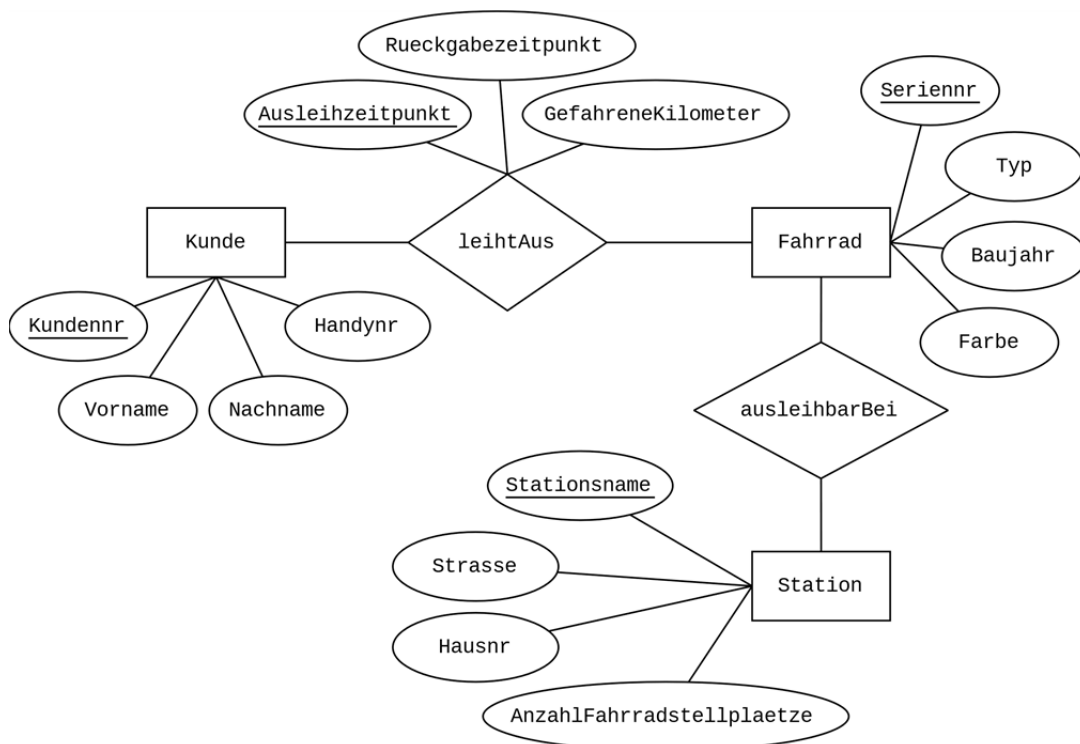 Rueckgabezeitpunkt
Seriennr
Ausleihzeitpunkt
GefahreneKilometer
Typ
Kunde
leihtAus
Fahrrad
Baujahr
Kundennr
Handynr
Farbe
Vorname
Nachname
ausleihbarBei
Stationsname
Strasse
Station
Hausnr
AnzahlFahrradstellplaetze